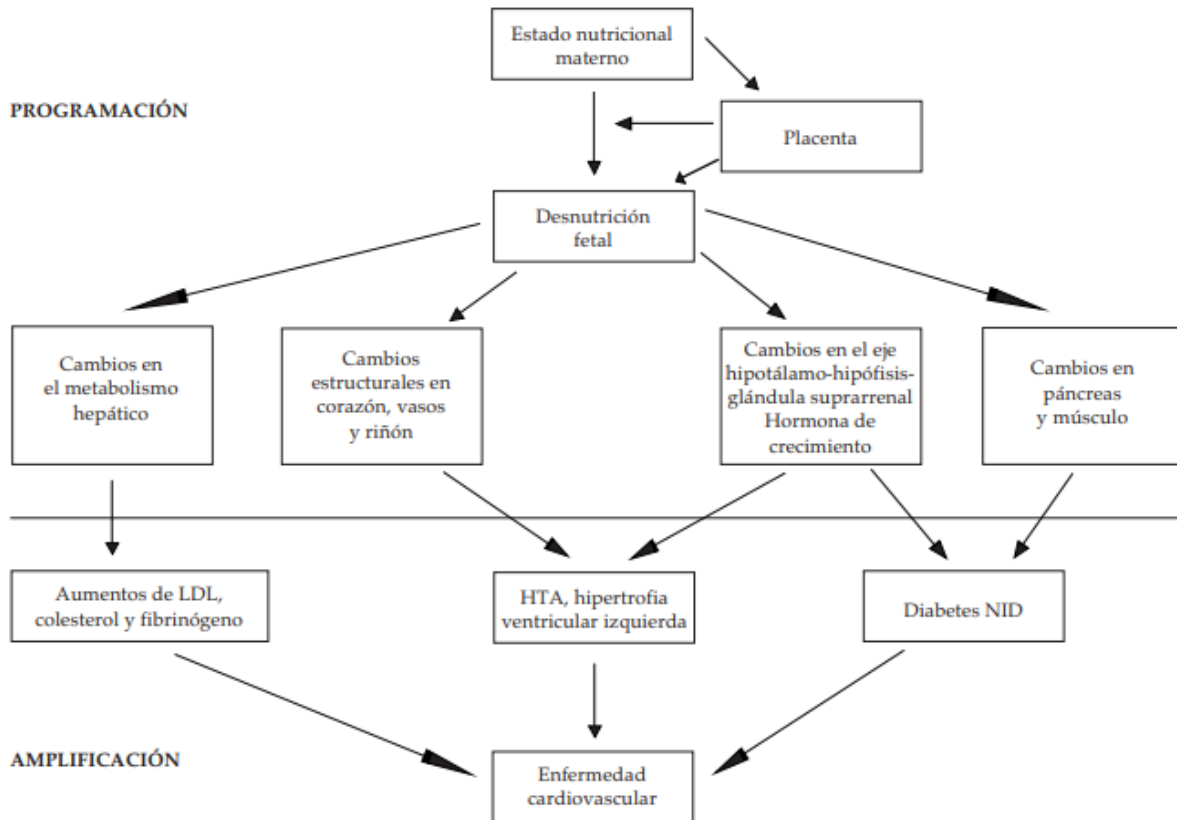 Estado nutricional
materno
PROGRAMACIÓN
Placenta
Desnutrición
fetal
Cambios en
el metabolismo
hepático
Cambios
estructurales en
corazón, vasos
y riñón
Cambios en el eje
hipotálamo-hipófisis-
glándula suprarrenal
Hormona de
crecimiento
Cambios en
páncreas
y músculo
Aumentos de LDL,
colesterol y fibrinógeno
HTA, hipertrofia
ventricular izquierda
Diabetes NID
AMPLIFICACIÓN
Enfermedad
cardiovascular